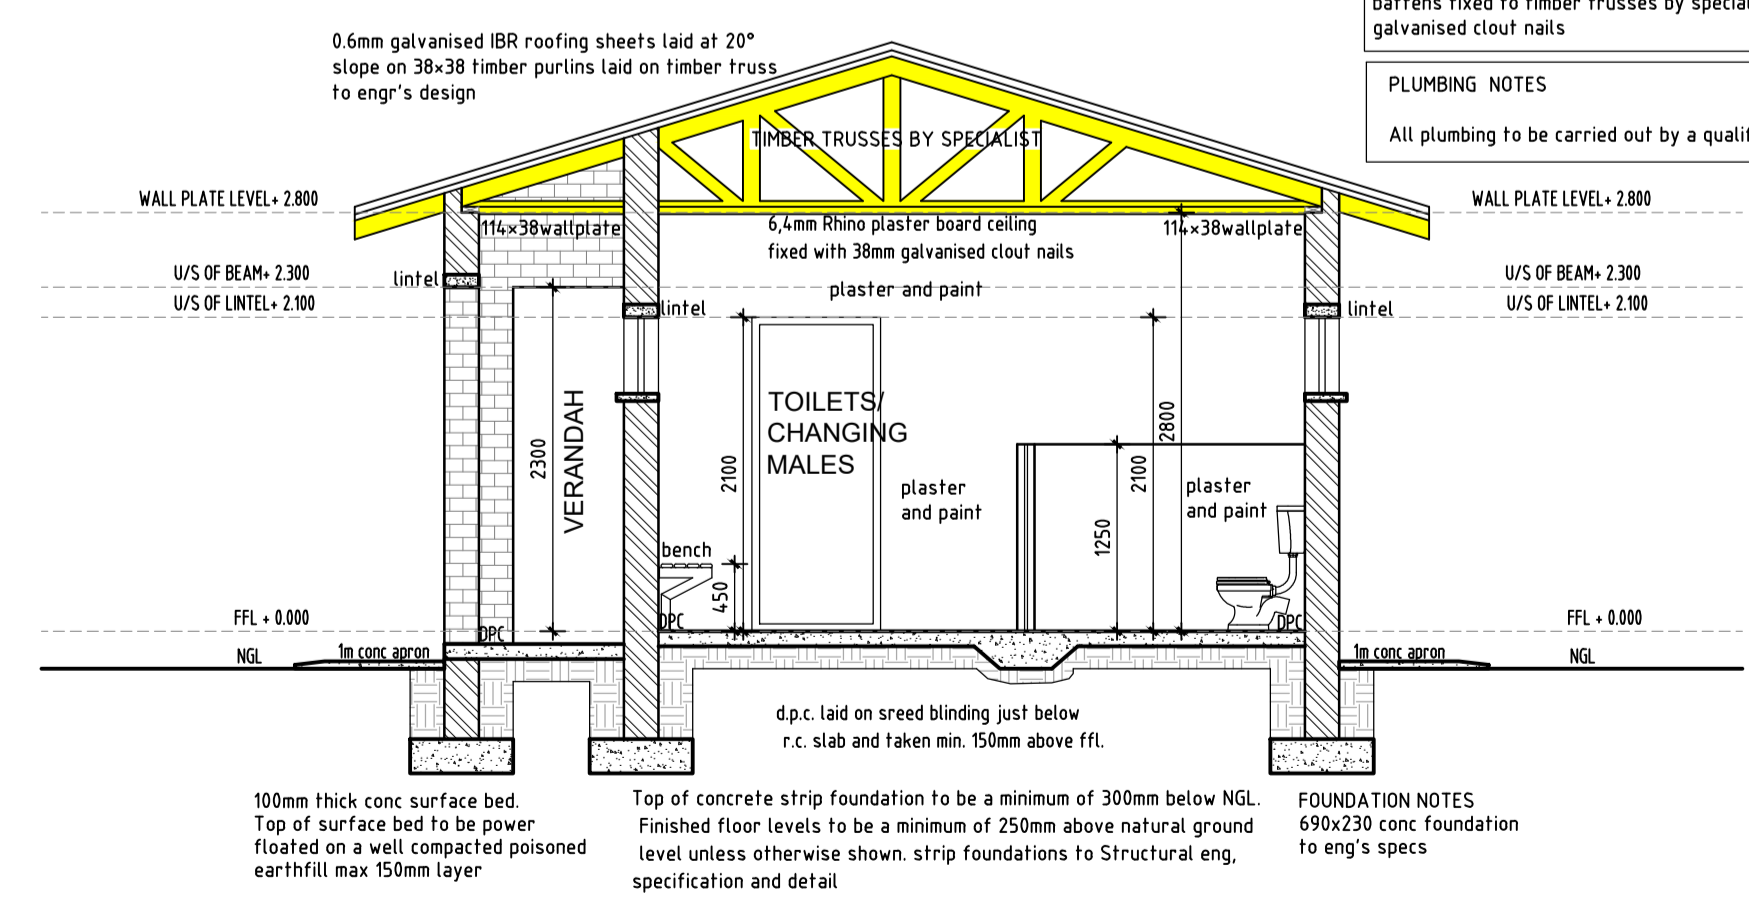 battens fixed to timber trusses by
galvanised clout nails
0.6mm galvanised IBR roofing sheets laid at 20°
slope on 38×38 timber purlins laid on timber truss
to engr's design
PLUMBING NOTES
All plumbing to be carried out by a
TIMBER TRUSSES BY SPECIALIST
WALL PLATE LEVEL+ 2.800
WALL PLATE LEVEL+ 2.800
114×38wallplate
6,4mm Rhino plaster board ceiling
fixed with 38mm galvanised clout nails
114×38wallplate
U/S OF BEAM+ 2.300
lintel
plaster and paint
U/S OF BEAM+ 2.300
U/S OF LINTEL+ 2.100
lintel
lintel
U/S OF LINTEL+ 2.100
2300
VERANDAH
2100
TOILETS/
CHANGING
MALES
plaster
and paint
1250
2100
2800
plaster
and paint
bench
450
FFL + 0.000
DPC
DPC
DPC
FFL + 0.000
NGL
1m conc apron
1m conc apron
NGL
d.p.c. laid on sreed blinding just below
r.c. slab and taken min. 150mm above ffl.
100mm thick conc surface bed.
Top of surface bed to be power
floated on a well compacted poisoned
earthfill max 150mm layer
Top of concrete strip foundation to be a minimum of 300mm below NGL.
Finished floor levels to be a minimum of 250mm above natural ground
level unless otherwise shown. strip foundations to Structural eng,
specification and detail
FOUNDATION NOTES
690x230 conc foundation
to eng's specs